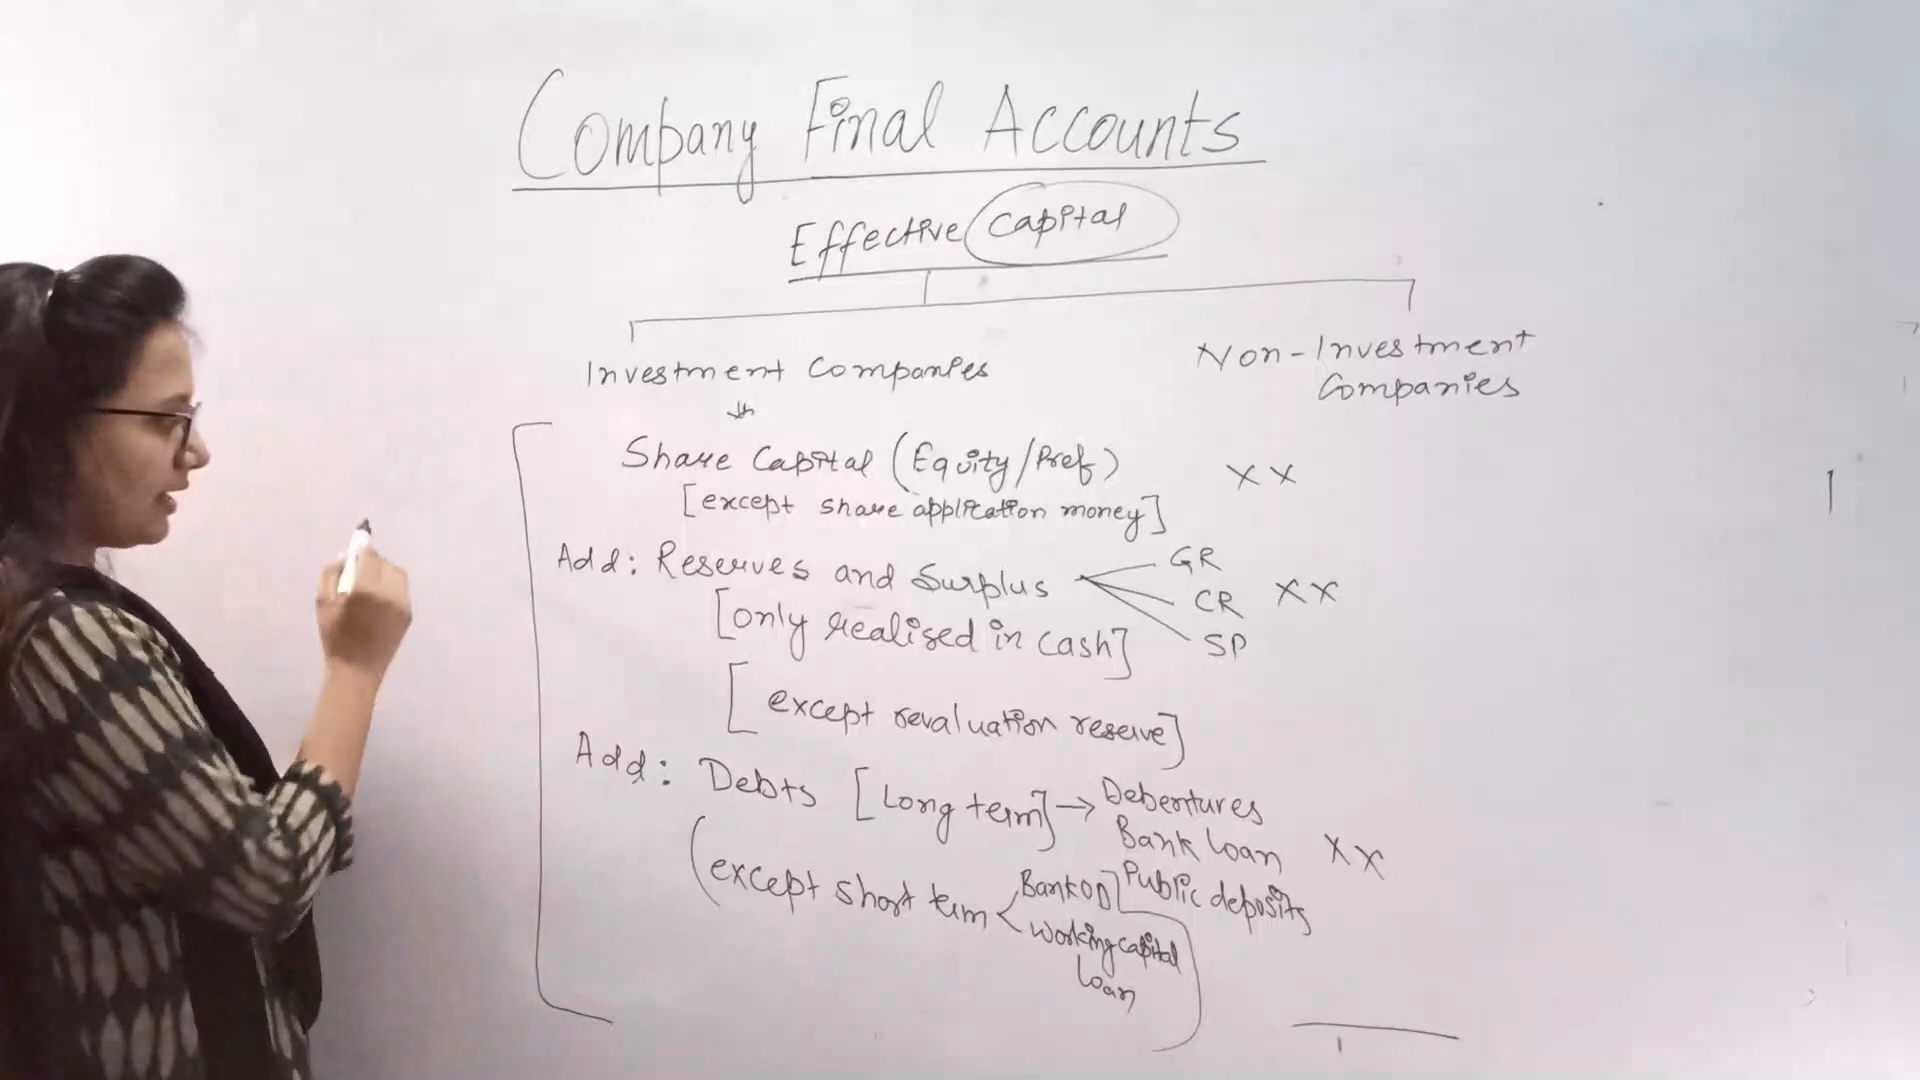 Company Final Accounts
Effective Capital
Investment Companies
Non-Investment
Companies
Share Capital (Equity/Pref) XX
[except share application money]
Add: Reserves and Surplus GR
CR XX
SP
[only realised in cash]
[except revaluation reserve]
Add: Debts [Long term] → Debentures
Bank loan XX
Public deposits
(except short term Bank OD
Working capital
loan)